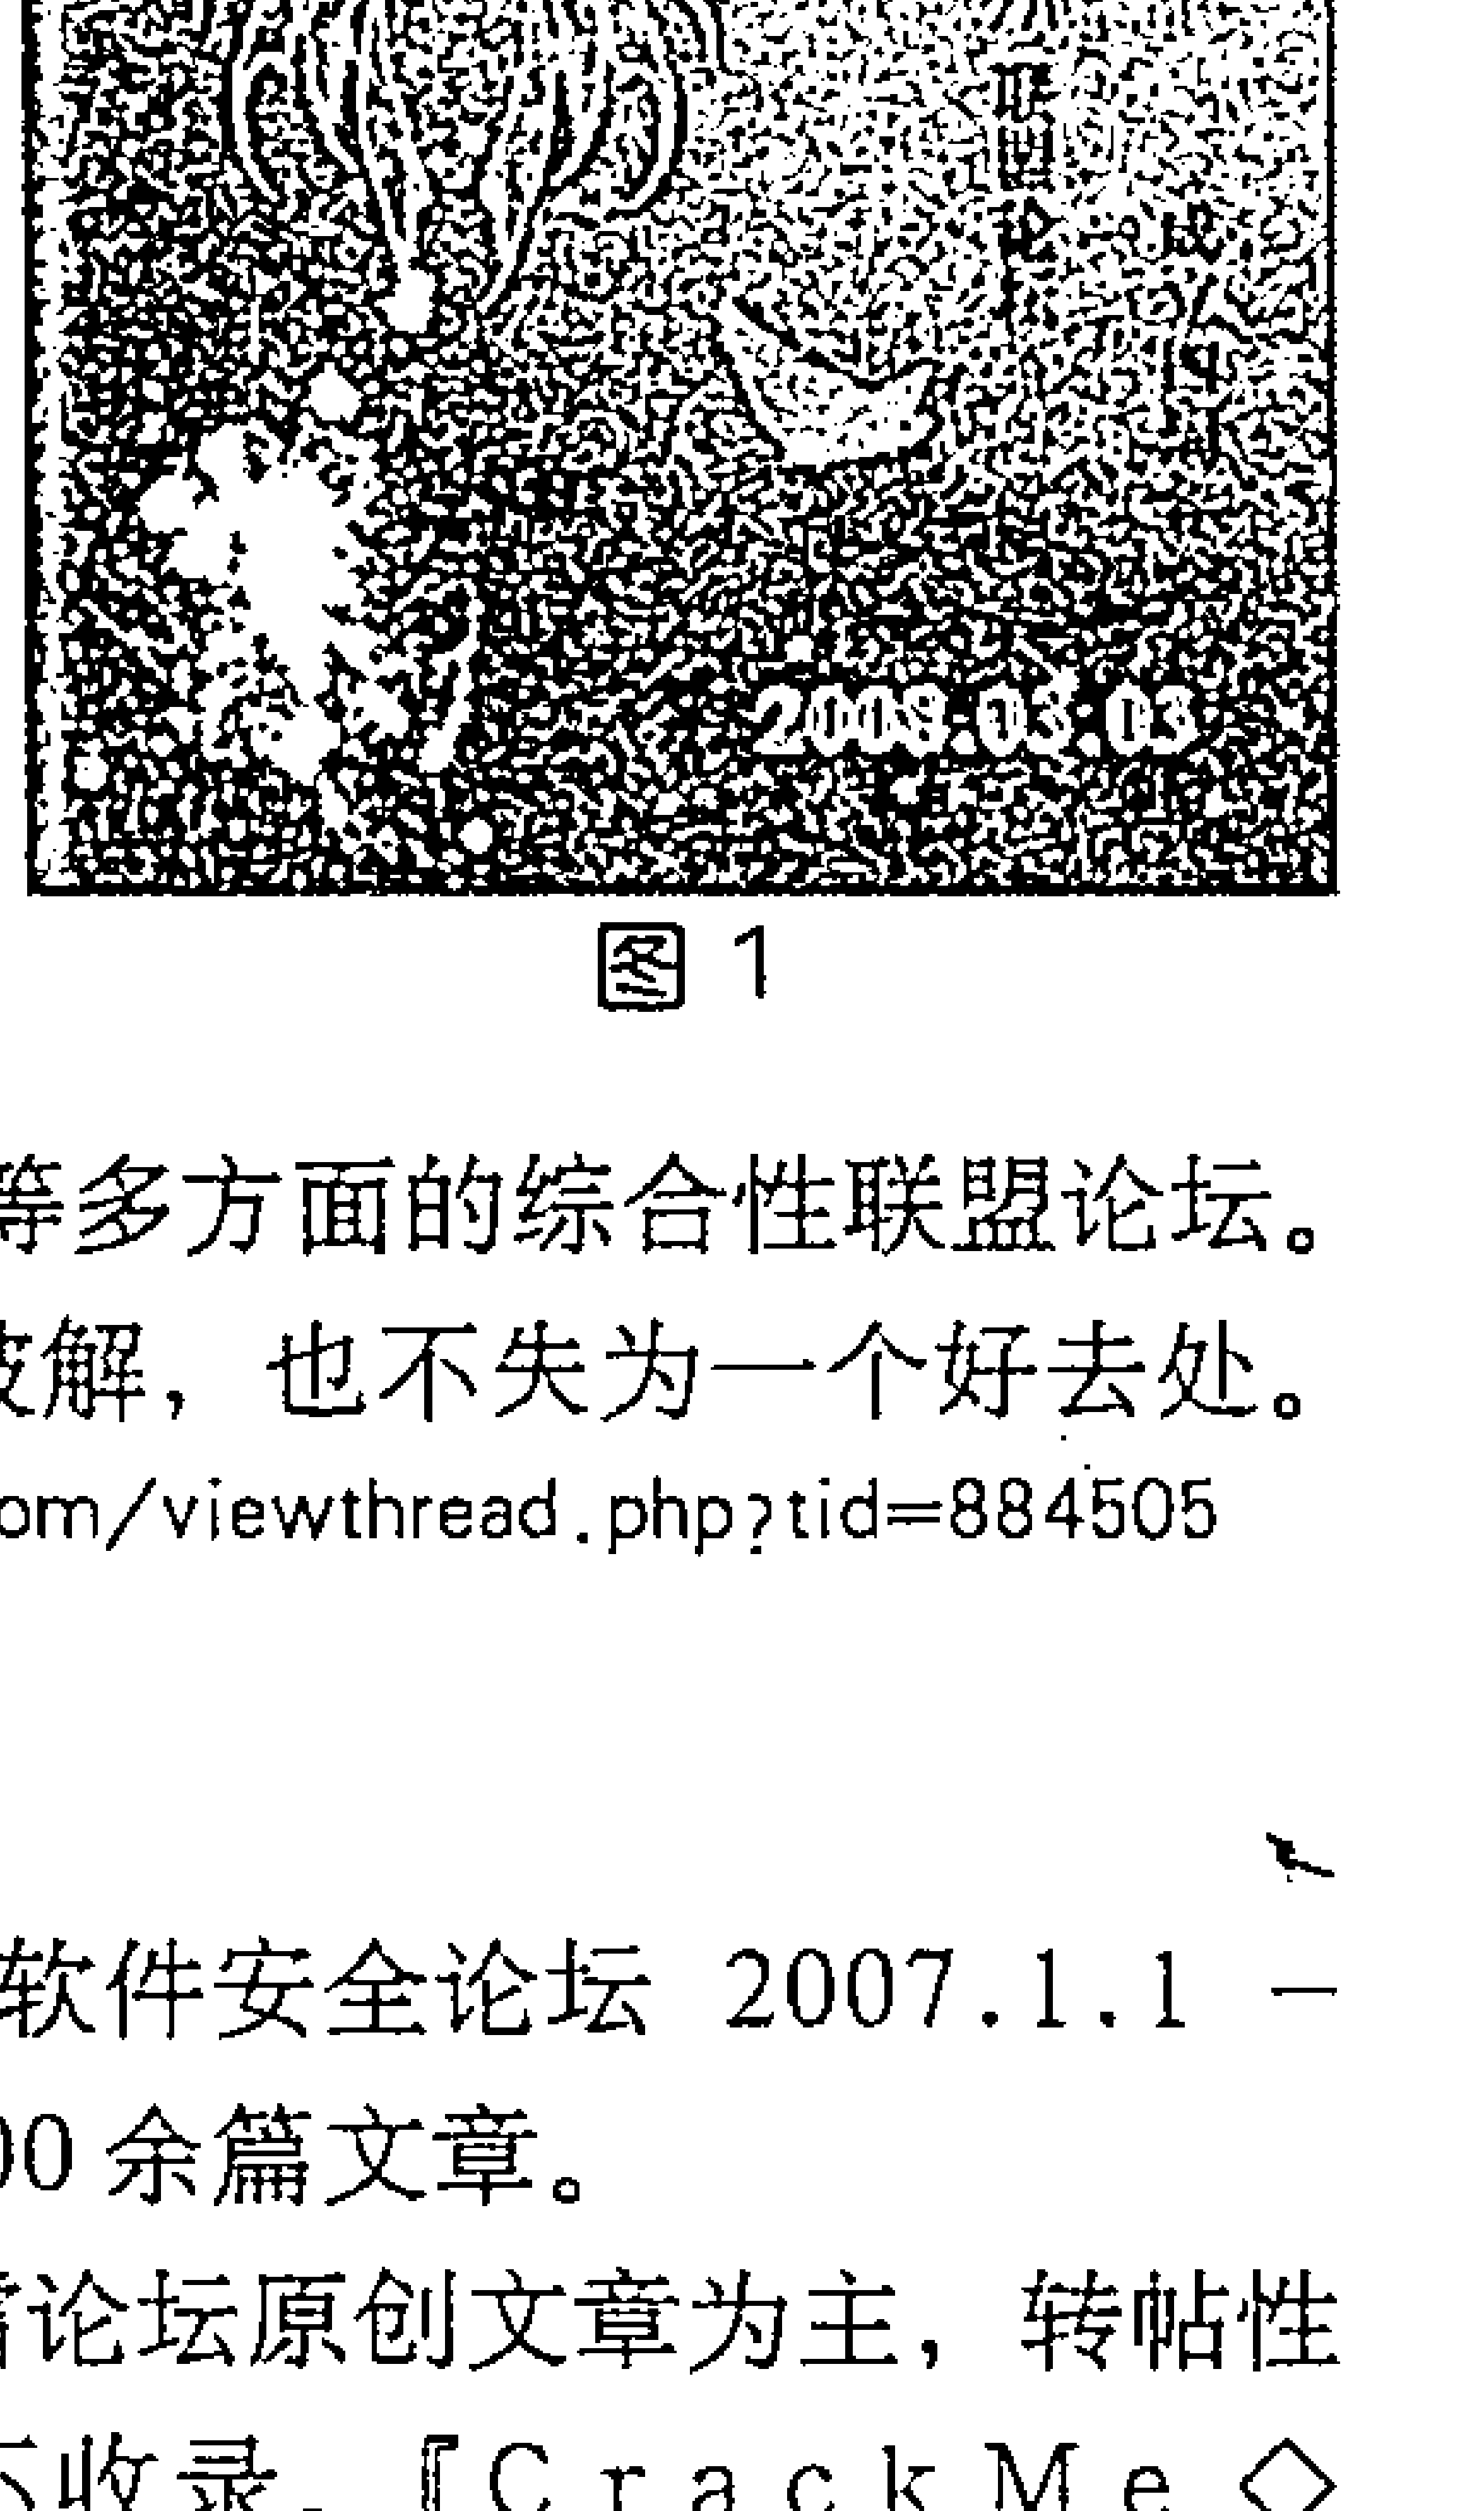 2008.03.03
图 1
等多方面的综合性联盟论坛。
解，也不失为一个好去处。
om/viewthread.php?tid=884505
软件安全论坛 2007.1.1 —
00 余篇文章。
论坛原创文章为主，转帖性
不收录，『CrackMe◇